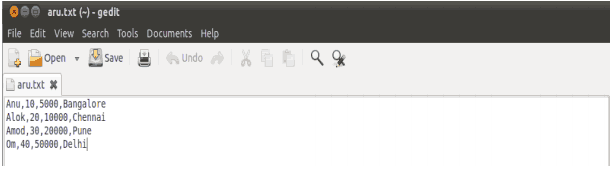 aru.txt (~) - gedit
File Edit View Search Tools Documents Help
Open Save Undo
aru.txt
Anu,10,5000,Bangalore
Alok,20,10000,Chennai
Amod,30,20000,Pune
Om,40,50000,Delhi